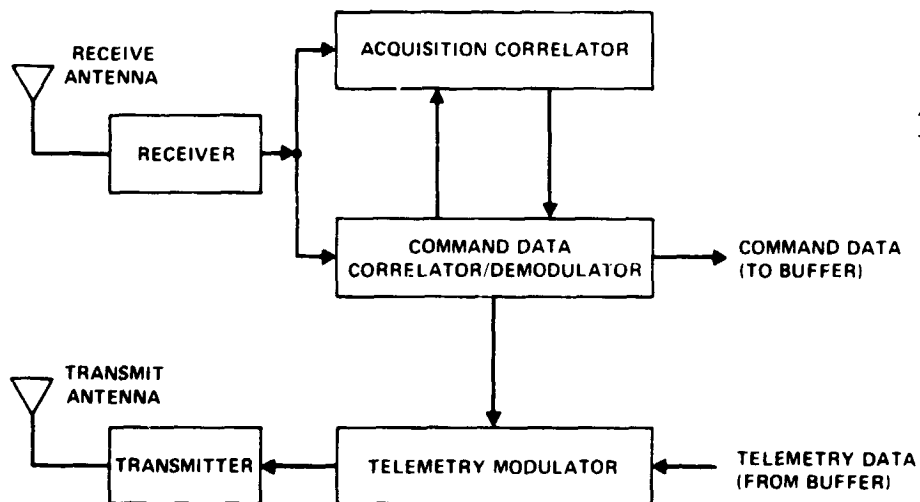 RECEIVE
ANTENNA
ACQUISITION CORRELATOR
RECEIVER
COMMAND DATA
CORRELATOR/DEMODULATOR
COMMAND DATA
(TO BUFFER)
TRANSMIT
ANTENNA
TRANSMITTER
TELEMETRY MODULATOR
TELEMETRY DATA
(FROM BUFFER)